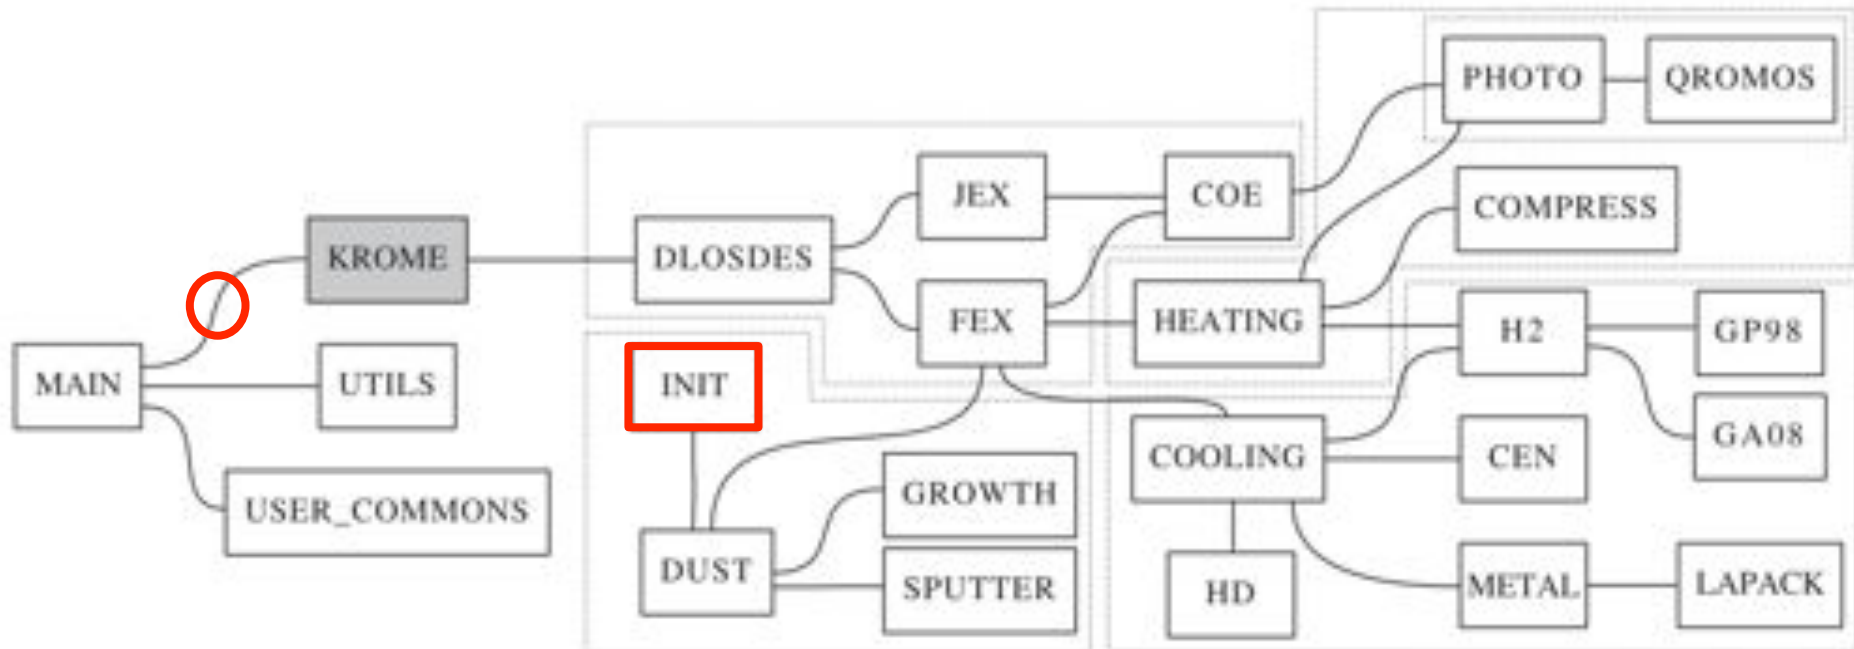 PHOTO
QROMOS
JEX
COE
COMPRESS
KROME
DLOSDES
FEX
HEATING
H2
GP98
MAIN
UTILS
INIT
GA08
COOLING
CEN
USER_COMMONS
GROWTH
DUST
SPUTTER
HD
METAL
LAPACK